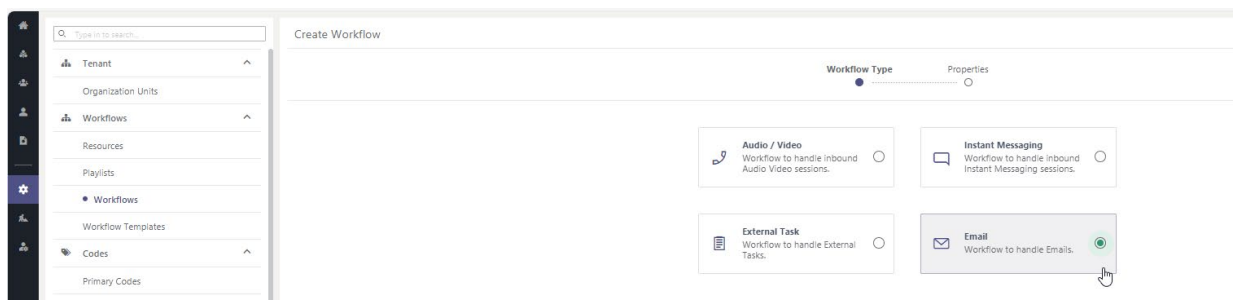 Type in to search...
Create Workflow
Tenant
Organization Units
Workflows
Resources
Playlists
Workflows
Workflow Templates
Codes
Primary Codes
Workflow Type
Properties
Audio / Video
Workflow to handle inbound
Audio Video sessions.
Instant Messaging
Workflow to handle inbound
Instant Messaging sessions.
External Task
Workflow to handle External
Tasks.
Email
Workflow to handle Emails.